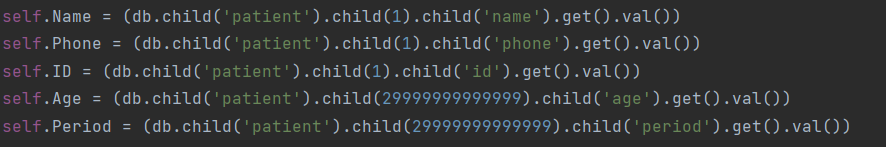 self.Name = (db.child('patient').child(1).child('name').get().val())
self.Phone = (db.child('patient').child(1).child('phone').get().val())
self.ID = (db.child('patient').child(1).child('id').get().val())
self.Age = (db.child('patient').child(29999999999999).child('age').get().val())
self.Period = (db.child('patient').child(29999999999999).child('period').get().val())